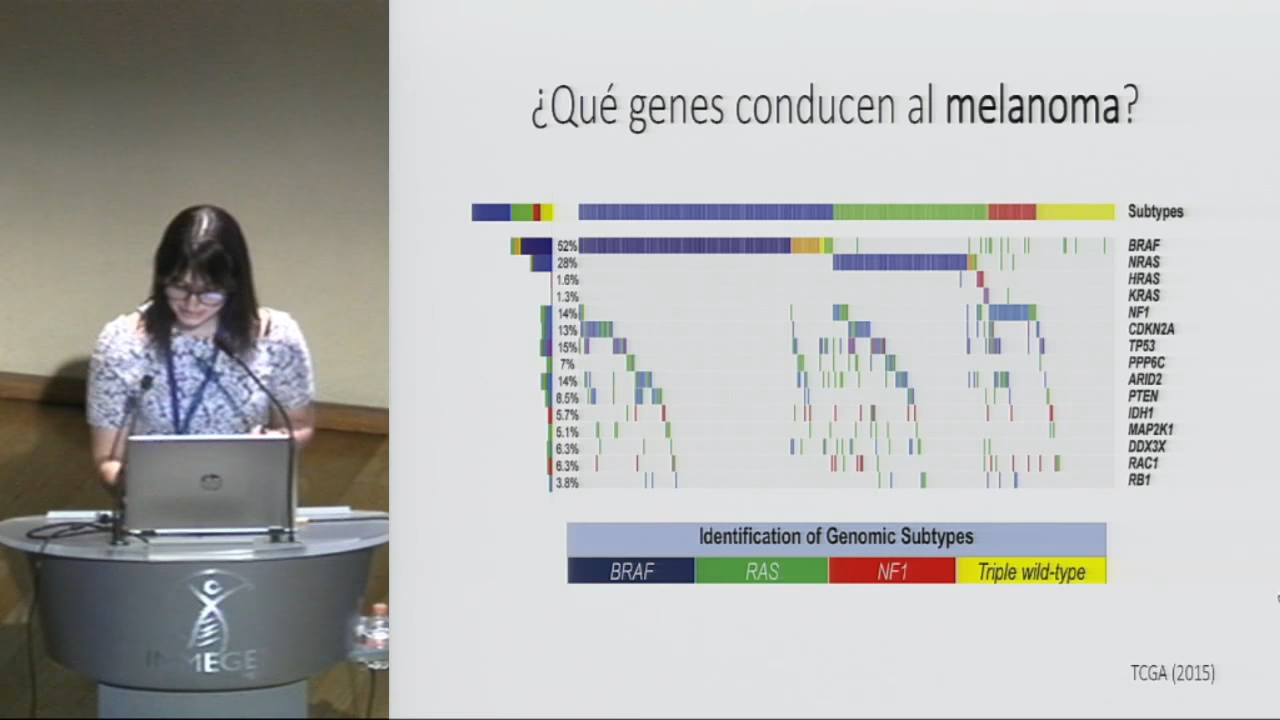 ¿Qué genes conducen al melanoma?
Subtypes
52% BRAF
28% NRAS
1.6% HRAS
1.3% KRAS
14% NF1
13% CDKN2A
15% TP53
7% PPP6C
14% ARID2
8.5% PTEN
5.7% IDH1
5.1% MAP2K1
6.3% DDX3X
6.3% RAC1
3.8% RB1
Identification of Genomic Subtypes
BRAF RAS NF1 Triple wild-type
TCGA (2015)
INMEGE
hp